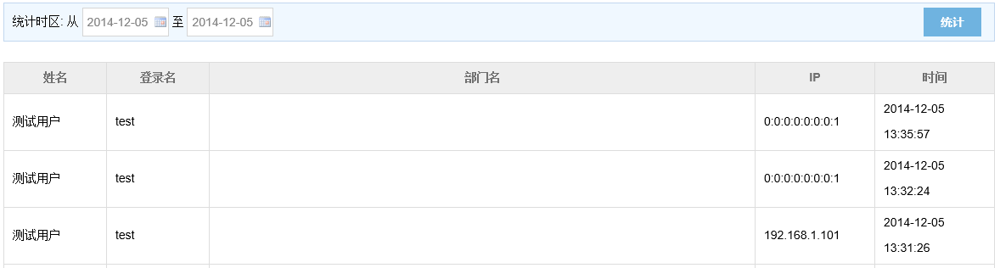 统计时区: 从 2014-12-05 至 2014-12-05 统计
姓名 登录名 部门名 IP 时间
测试用户 test 0:0:0:0:0:0:0:1 2014-12-05
13:35:57
测试用户 test 0:0:0:0:0:0:0:1 2014-12-05
13:32:24
测试用户 test 192.168.1.101 2014-12-05
13:31:26